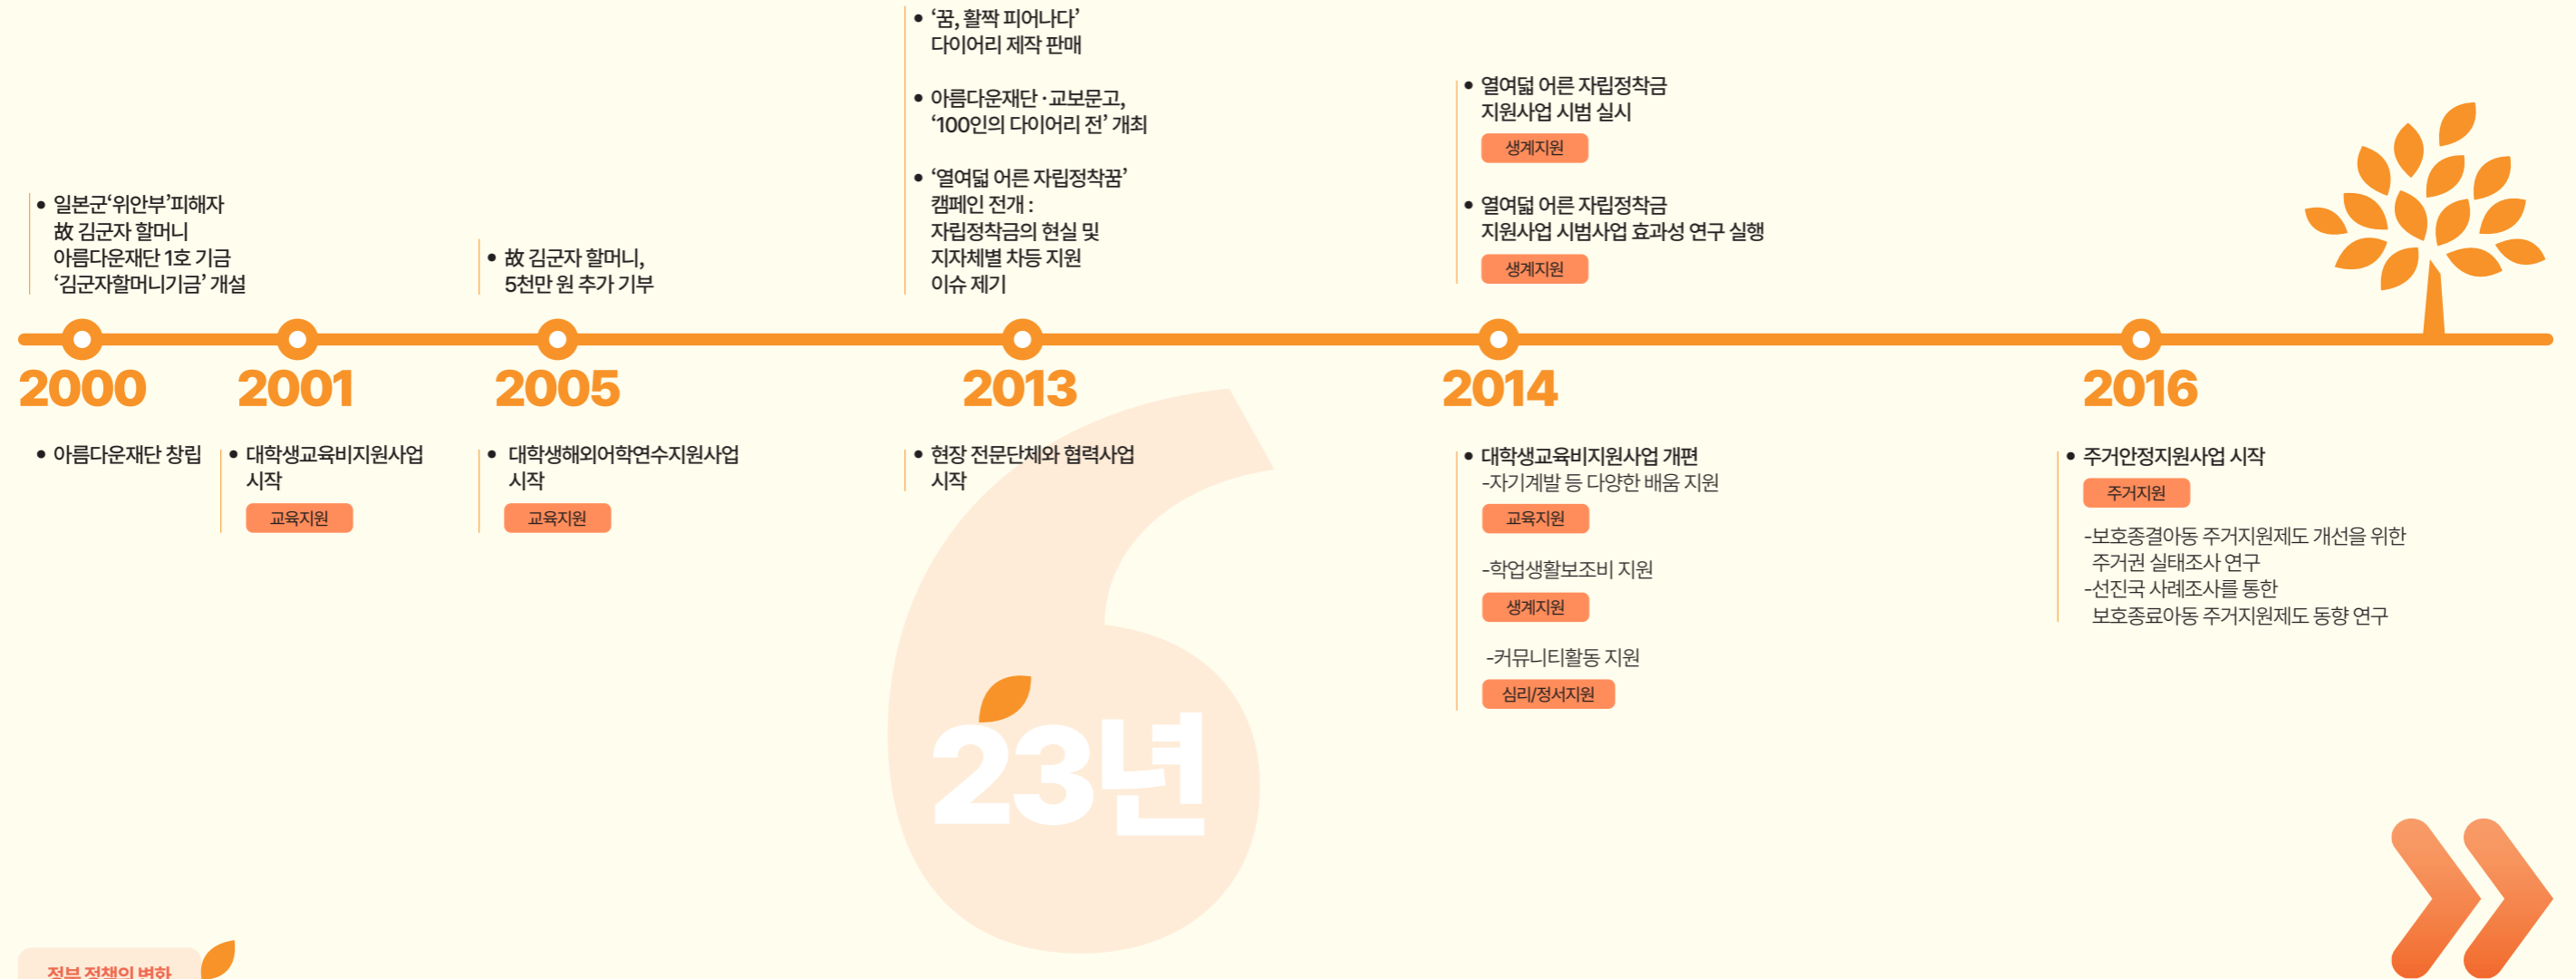 일본군‘위안부’피해자
故 김군자 할머니
아름다운재단 1호 기금
‘김군자할머니기금’ 개설
故 김군자 할머니,
5천만 원 추가 기부
‘꿈, 활짝 피어나다’
다이어리 제작 판매
아름다운재단 · 교보문고,
‘100인의 다이어리 전’ 개최
‘열여덟 어른 자립정착꿈’
캠페인 전개 :
자립정착금의 현실 및
지자체별 차등 지원
이슈 제기
열여덟 어른 자립정착금
지원사업 시범 실시
생계지원
열여덟 어른 자립정착금
지원사업 시범사업 효과성 연구 실행
생계지원
2000
2001
2005
2013
2014
2016
아름다운재단 창립
대학생교육비지원사업
시작
교육지원
대학생해외어학연수지원사업
시작
교육지원
현장 전문단체와 협력사업
시작
대학생교육비지원사업 개편
-자기계발 등 다양한 배움 지원
교육지원
-학업생활보조비 지원
생계지원
-커뮤니티활동 지원
심리/정서지원
주거안정지원사업 시작
주거지원
-보호종결아동 주거지원제도 개선을 위한
주거권 실태조사 연구
-선진국 사례조사를 통한
보호종료아동 주거지원제도 동향 연구
23년
정부 정책의 변화